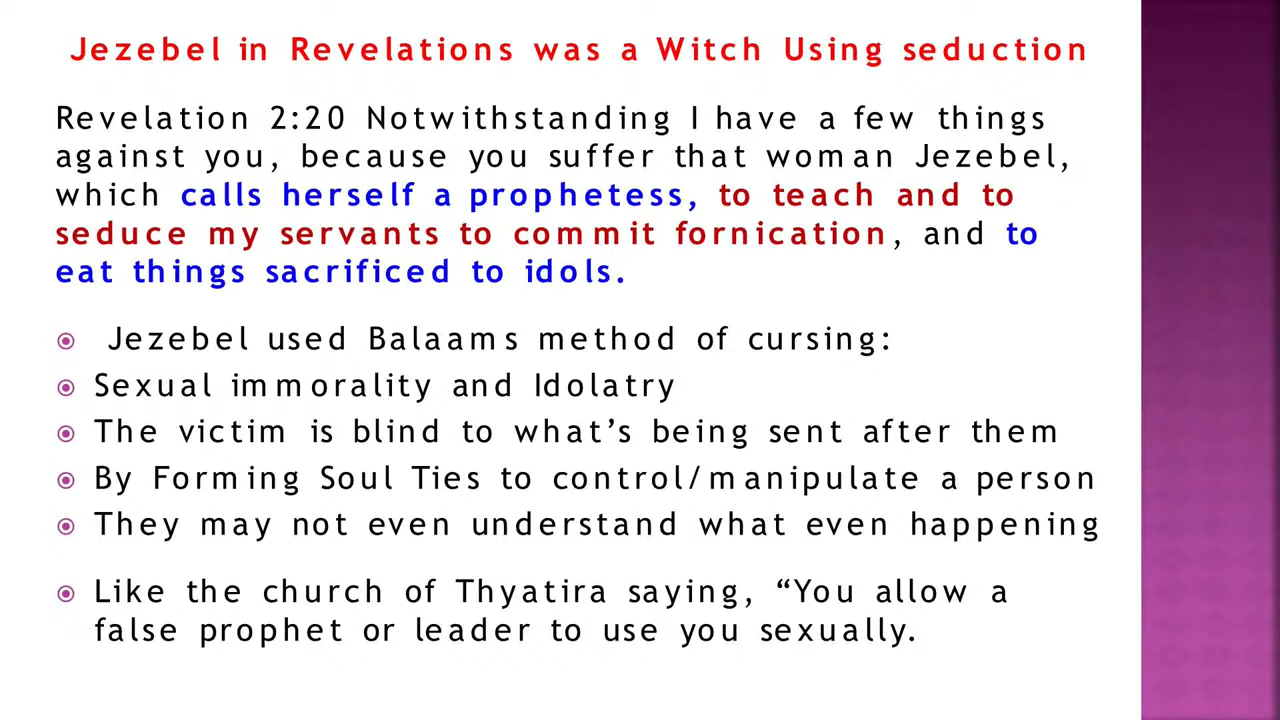 Jezebel in Revelations was a Witch Using seduction
Revelation 2:20 Notwithstanding I have a few things
against you, because you suffer that woman Jezebel,
which calls herself a prophetess, to teach and to
seduce my servants to commit fornication, and to
eat things sacrificed to idols.
Jezebel used Balaams method of cursing:
Sexual immorality and Idolatry
The victim is blind to what’s being sent after them
By Forming Soul Ties to control/manipulate a person
They may not even understand what even happening
Like the church of Thyatira saying, “You allow a
false prophet or leader to use you sexually.